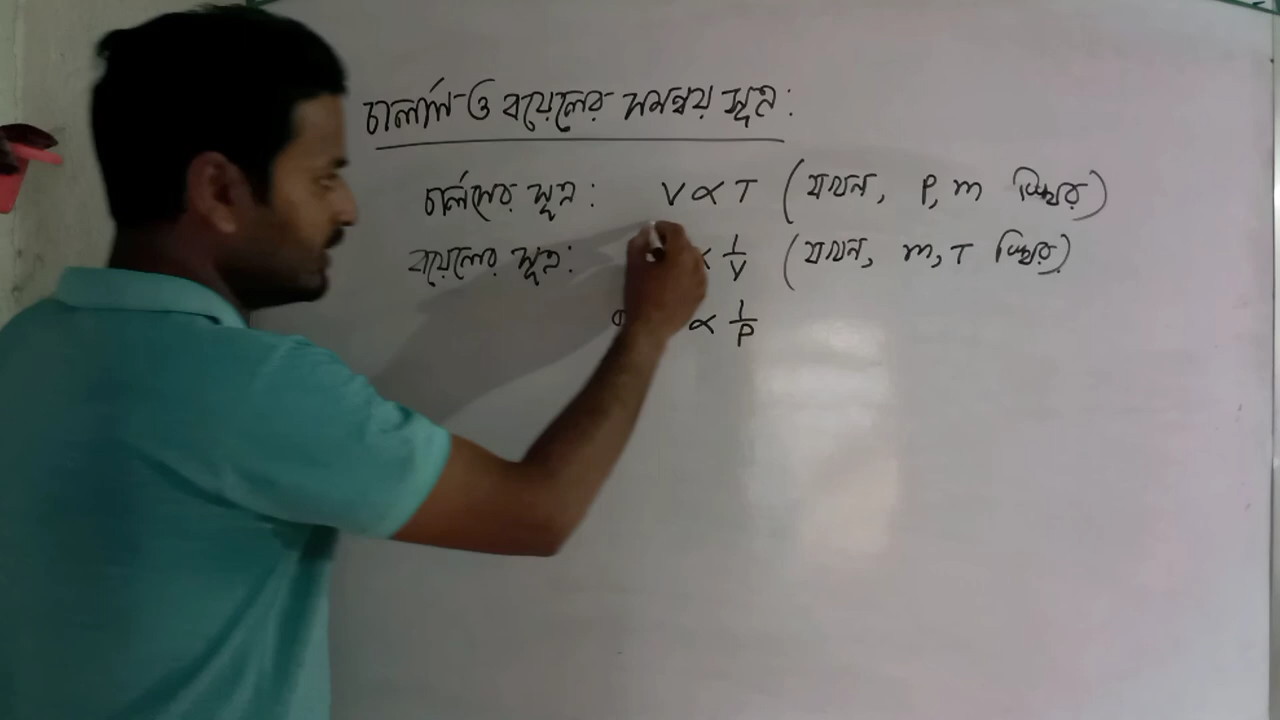 চার্লস ও বয়েলের সমন্বয় সূত্র:
চার্লসের সূত্র: V ∝ T (যখন, P, m স্থির)
বয়েলের সূত্র: ∝ 1/V (যখন, m, T স্থির)
∝ 1/P